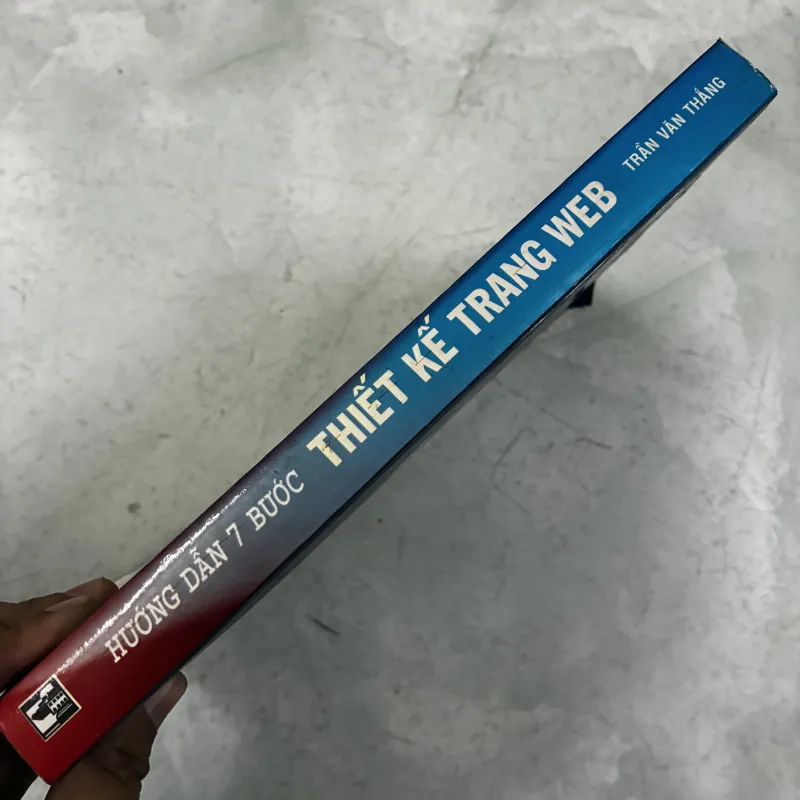 HƯỚNG DẪN 7 BƯỚC THIẾT KẾ TRANG WEB TRẦN VĂN THẮNG